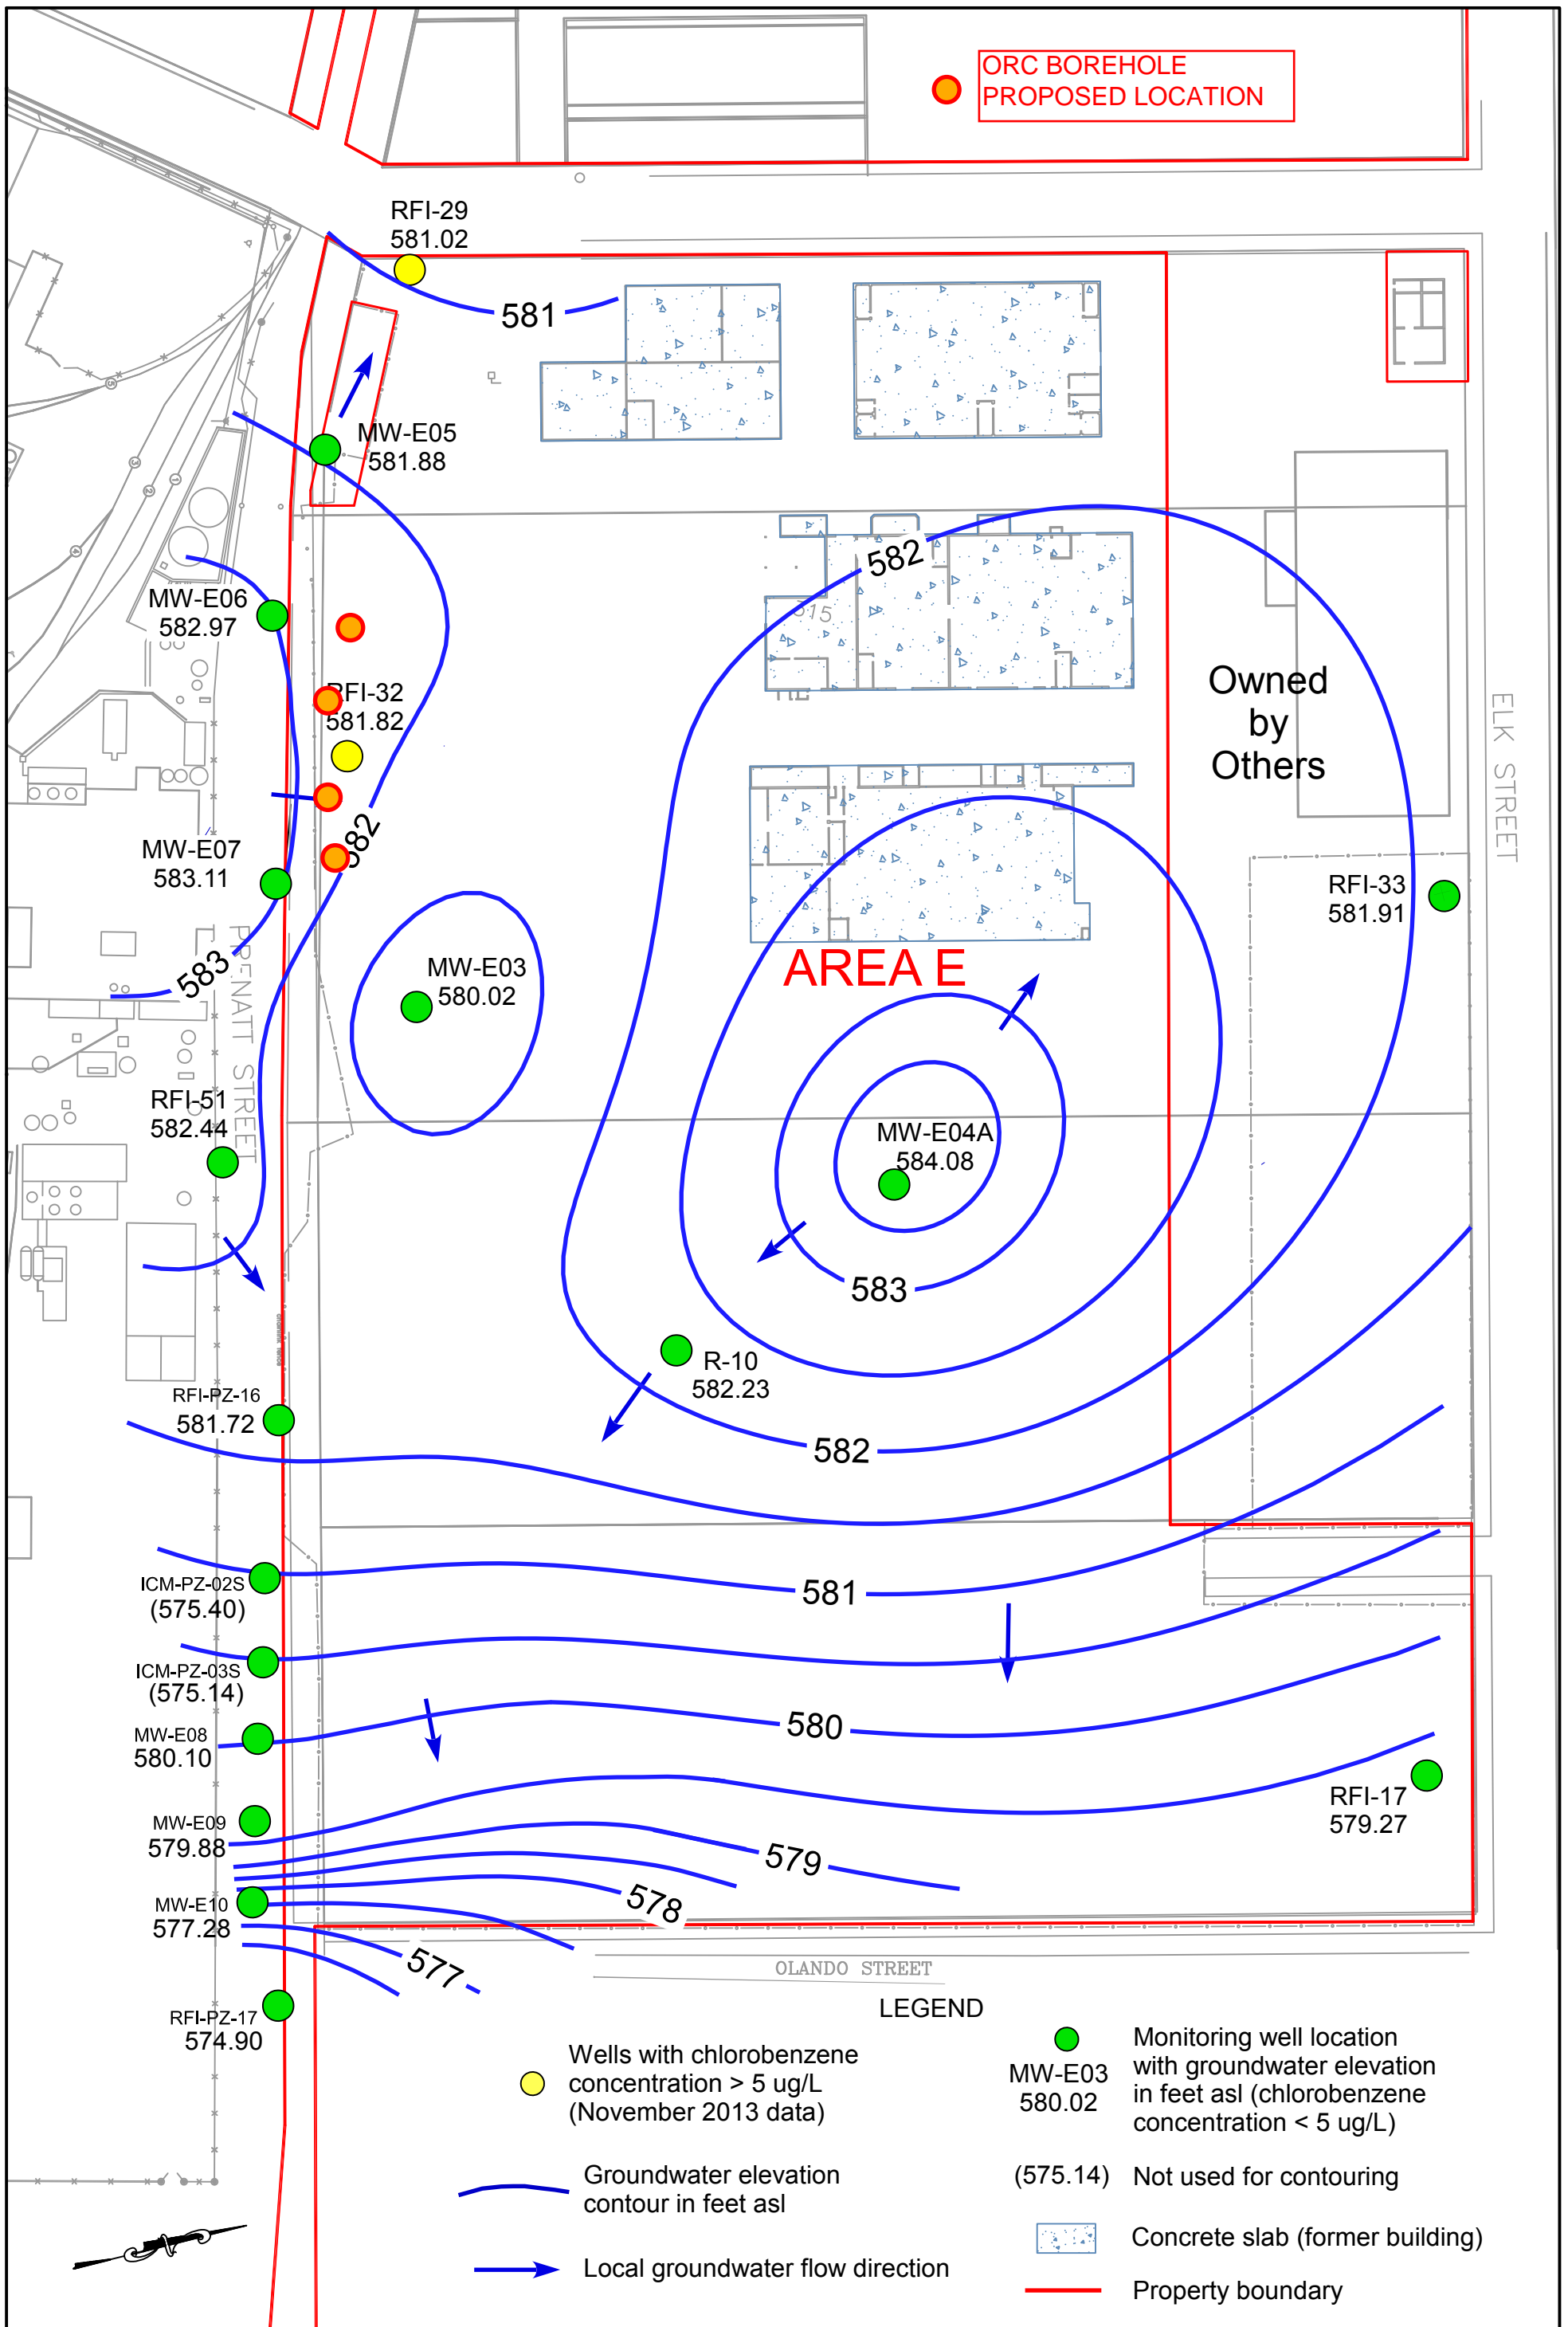 ORC BOREHOLE
PROPOSED LOCATION
RFI-29
581.02
581
MW-E05
581.88
582
515
MW-E06
582.97
RFI-32
581.82
Owned
by
Others
ELK STREET
582
MW-E07
583.11
RFI-33
581.91
583
PRENATT STREET
MW-E03
580.02
AREA E
RFI-51
582.44
MW-E04A
584.08
583
R-10
582.23
RFI-PZ-16
581.72
582
ICM-PZ-02S
(575.40)
581
ICM-PZ-03S
(575.14)
MW-E08
580.10
580
RFI-17
579.27
MW-E09
579.88
579
MW-E10
577.28
578
577
OLANDO STREET
RFI-PZ-17
574.90
LEGEND
Wells with chlorobenzene
concentration > 5 ug/L
(November 2013 data)
Groundwater elevation
contour in feet asl
Local groundwater flow direction
MW-E03
580.02
Monitoring well location
with groundwater elevation
in feet asl (chlorobenzene
concentration < 5 ug/L)
(575.14) Not used for contouring
Concrete slab (former building)
Property boundary